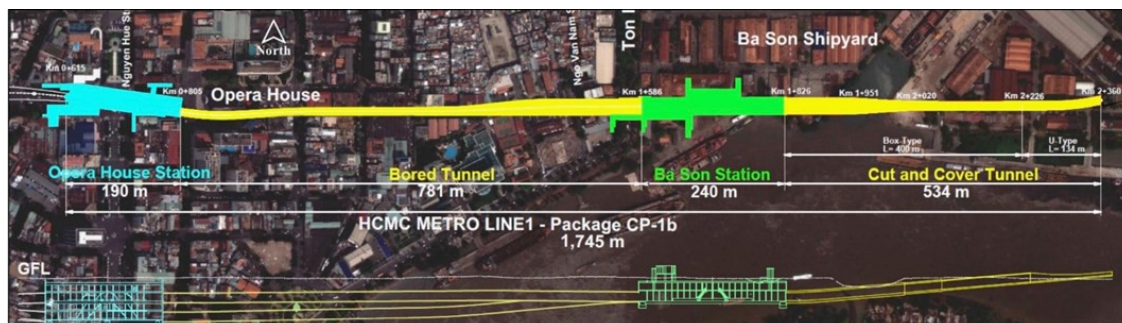 North
Nguyen Hue St
Ngo Van Nam S
Ton
Ba Son Shipyard
Km 0+615
Km 0+805
Opera House
Km 1+586
Km 1+826
Km 1+951
Km 2+020
Km 2+226
Km 2+360
Box-Type
L= 400 m
U-Type
L= 134 m
Opera House Station
190 m
Bored Tunnel
781 m
Ba Son Station
240 m
Cut and Cover Tunnel
534 m
HCMC METRO LINE1 - Package CP-1b
1,745 m
GFL